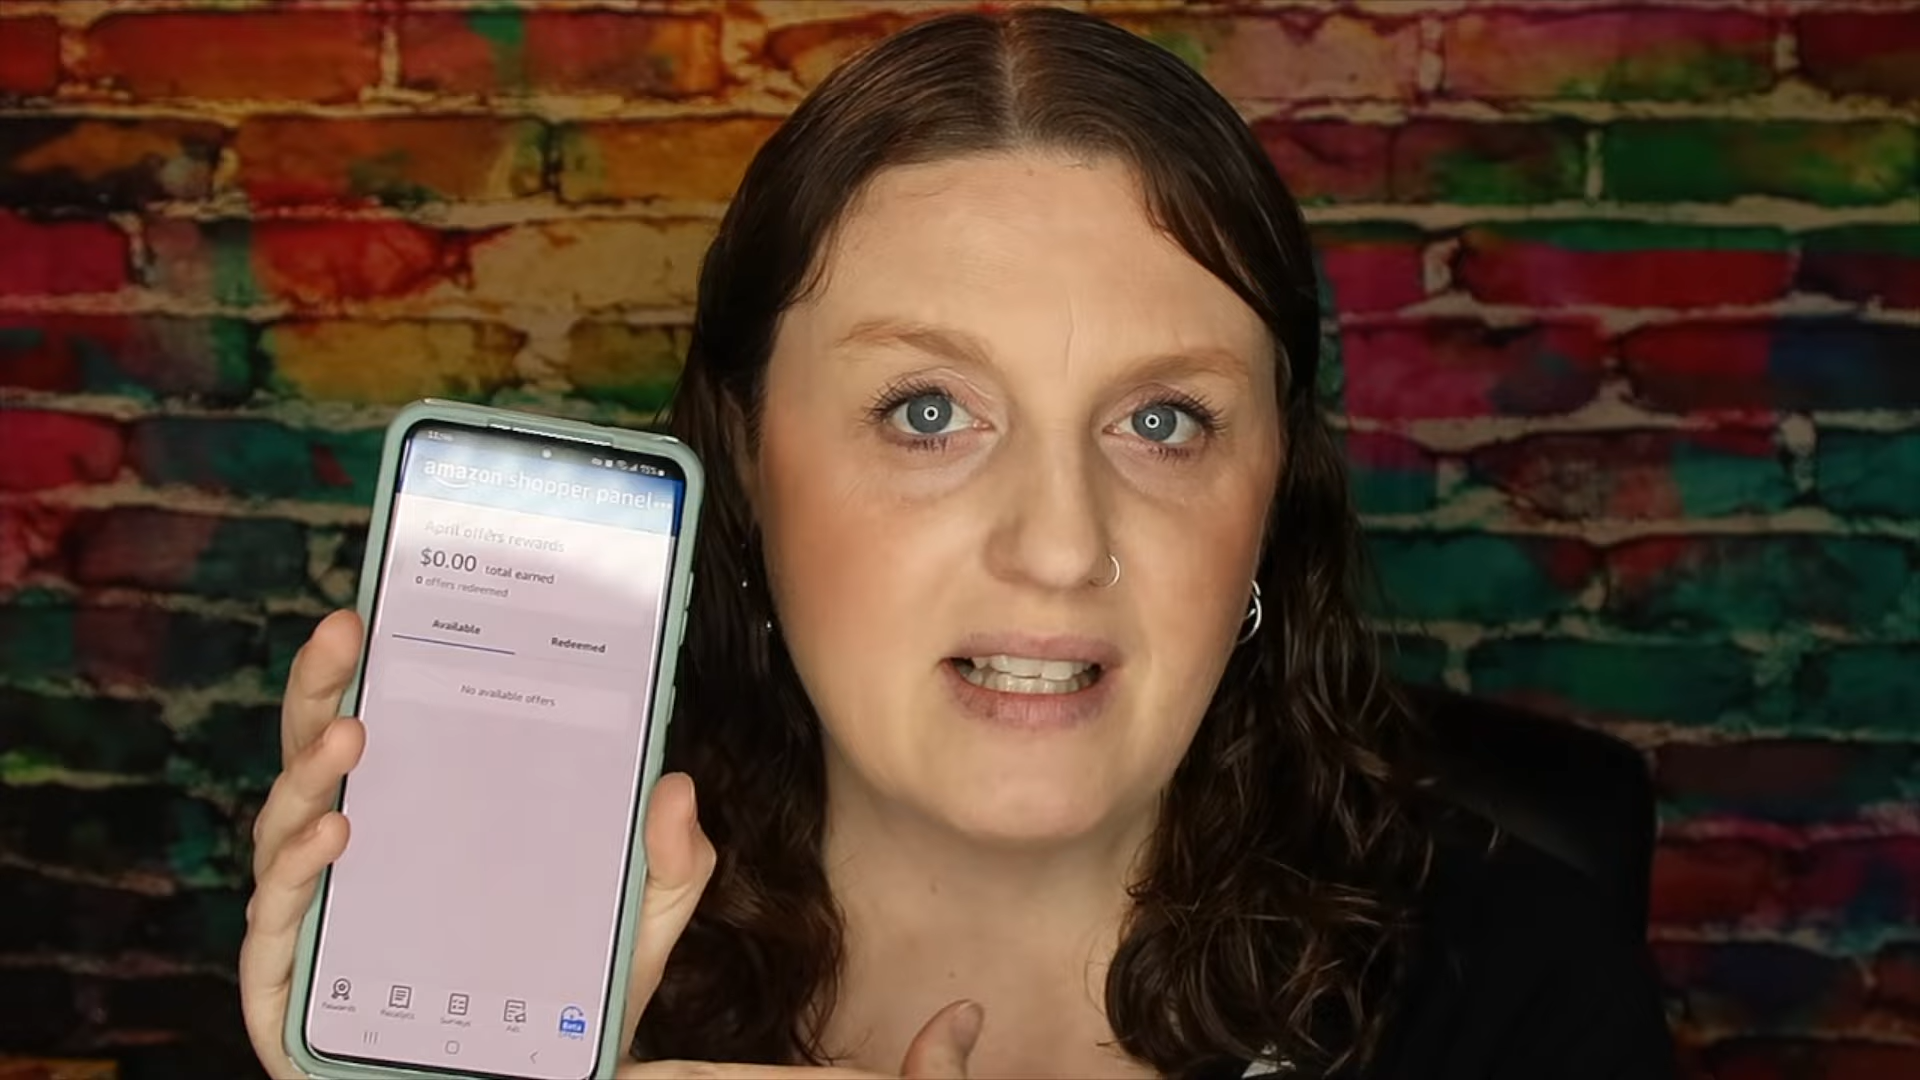 amazon shopper panel
April offers rewards
$0.00 total earned
0 offers redeemed
Available Redeemed
No available offers
Rewards Receipts Surveys Ads Offers
Beta